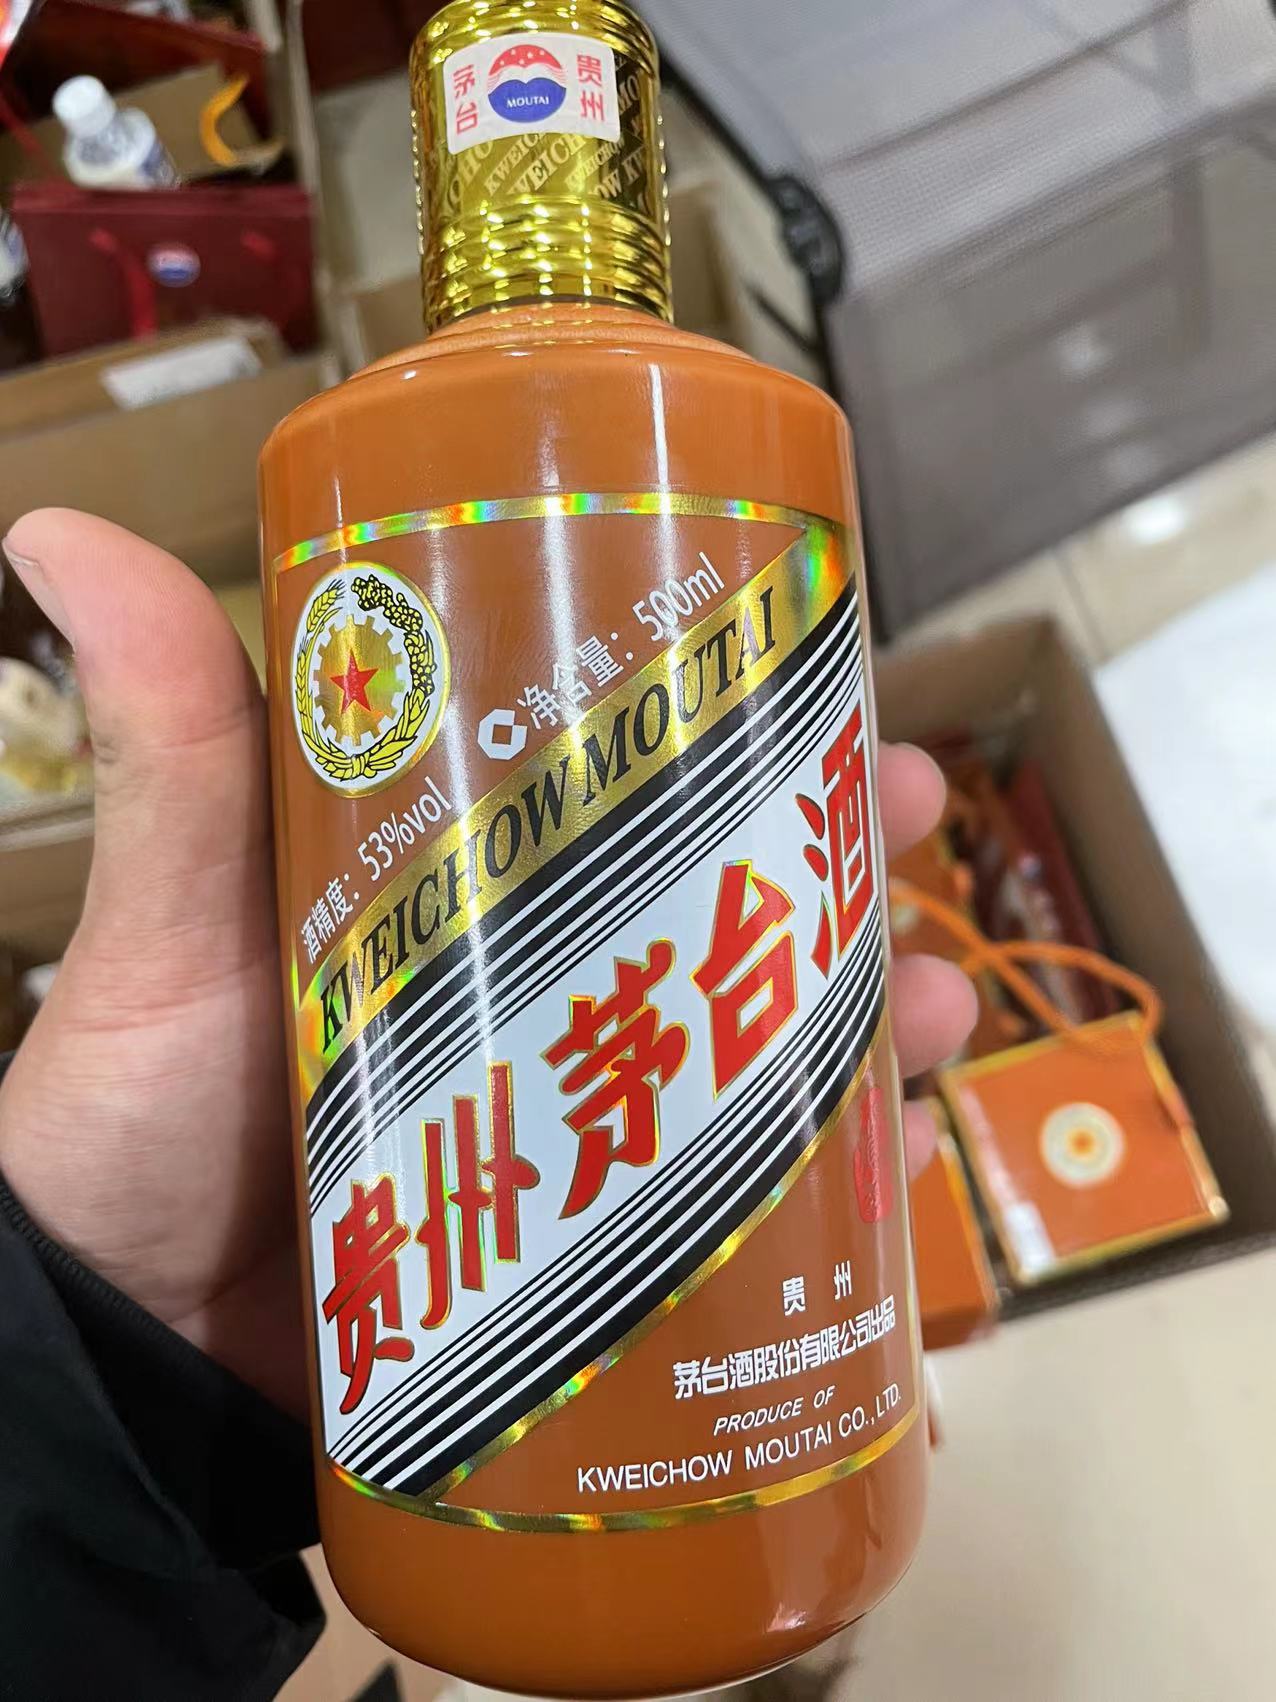 贵州
茅台
MOUTAI
净含量：500ml
酒精度：53%vol
KWEICHOW MOUTAI
贵州茅台酒
贵州
茅台酒股份有限公司出品
PRODUCE OF
KWEICHOW MOUTAI CO., LTD.